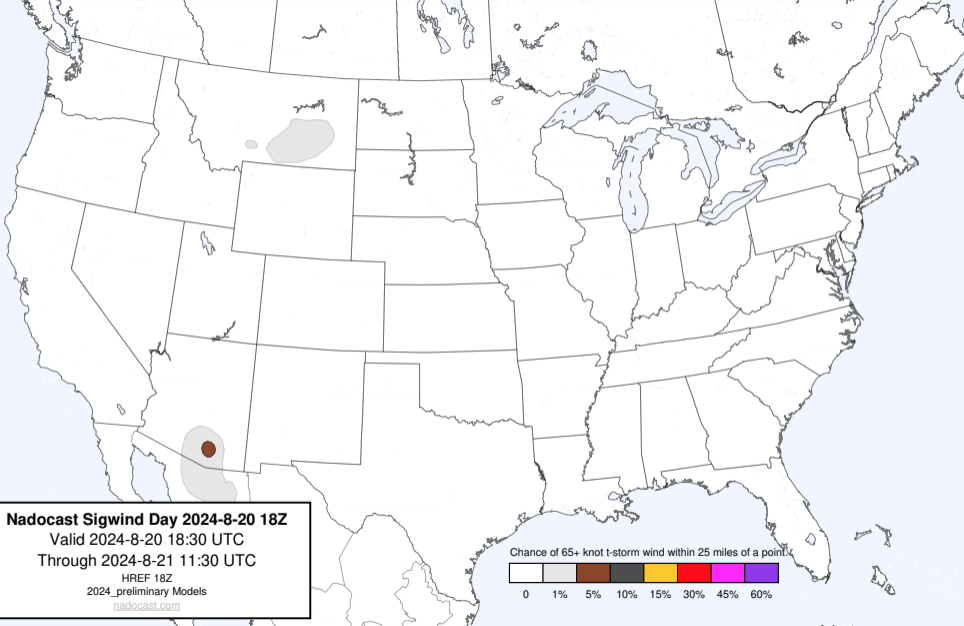 Nadocast Sigwind Day 2024-8-20 18Z
Valid 2024-8-20 18:30 UTC
Through 2024-8-21 11:30 UTC
HREF 18Z
2024_preliminary Models
nadocast.com
Chance of 65+ knot t-storm wind within 25 miles of a point.
0 1% 5% 10% 15% 30% 45% 60%